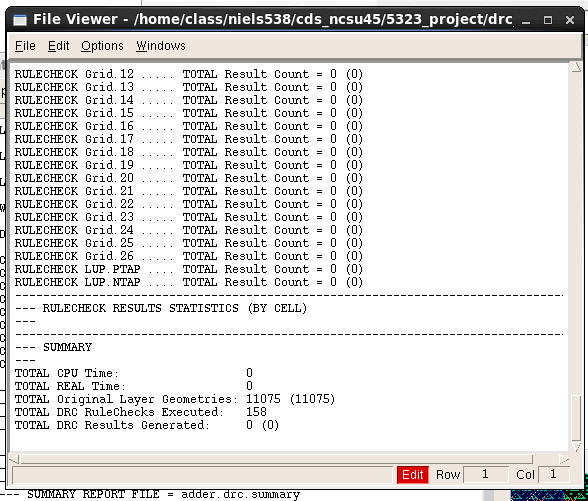 File Viewer - /home/class/niels538/cds_ncsu45/5323_project/drc_
File Edit Options Windows
RULECHECK Grid.12 ..... TOTAL Result Count = 0 (0)
RULECHECK Grid.13 ..... TOTAL Result Count = 0 (0)
RULECHECK Grid.14 ..... TOTAL Result Count = 0 (0)
RULECHECK Grid.15 ..... TOTAL Result Count = 0 (0)
RULECHECK Grid.16 ..... TOTAL Result Count = 0 (0)
RULECHECK Grid.17 ..... TOTAL Result Count = 0 (0)
RULECHECK Grid.18 ..... TOTAL Result Count = 0 (0)
RULECHECK Grid.19 ..... TOTAL Result Count = 0 (0)
RULECHECK Grid.20 ..... TOTAL Result Count = 0 (0)
RULECHECK Grid.21 ..... TOTAL Result Count = 0 (0)
RULECHECK Grid.22 ..... TOTAL Result Count = 0 (0)
RULECHECK Grid.23 ..... TOTAL Result Count = 0 (0)
RULECHECK Grid.24 ..... TOTAL Result Count = 0 (0)
RULECHECK Grid.25 ..... TOTAL Result Count = 0 (0)
RULECHECK Grid.26 ..... TOTAL Result Count = 0 (0)
RULECHECK LUP.PTAP .... TOTAL Result Count = 0 (0)
RULECHECK LUP.NTAP .... TOTAL Result Count = 0 (0)
----------------------------------------------------------------------------------
--- RULECHECK RESULTS STATISTICS (BY CELL)
---
----------------------------------------------------------------------------------
--- SUMMARY
---
TOTAL CPU Time: 0
TOTAL REAL Time: 0
TOTAL Original Layer Geometries: 11075 (11075)
TOTAL DRC RuleChecks Executed: 158
TOTAL DRC Results Generated: 0 (0)
Edit Row 1 Col 1
--- SUMMARY REPORT FILE = adder.drc.summary